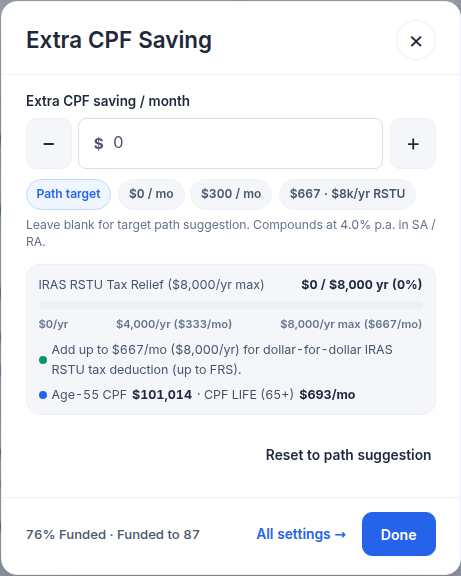 Extra CPF Saving
×
Extra CPF saving / month
− $ 0 +
Path target $0 / mo $300 / mo $667 · $8k/yr RSTU
Leave blank for target path suggestion. Compounds at 4.0% p.a. in SA /
RA.
IRAS RSTU Tax Relief ($8,000/yr max) $0 / $8,000 yr (0%)
$0/yr $4,000/yr ($333/mo) $8,000/yr max ($667/mo)
Add up to $667/mo ($8,000/yr) for dollar-for-dollar IRAS
RSTU tax deduction (up to FRS).
Age-55 CPF $101,014 · CPF LIFE (65+) $693/mo
Reset to path suggestion
76% Funded · Funded to 87 All settings → Done